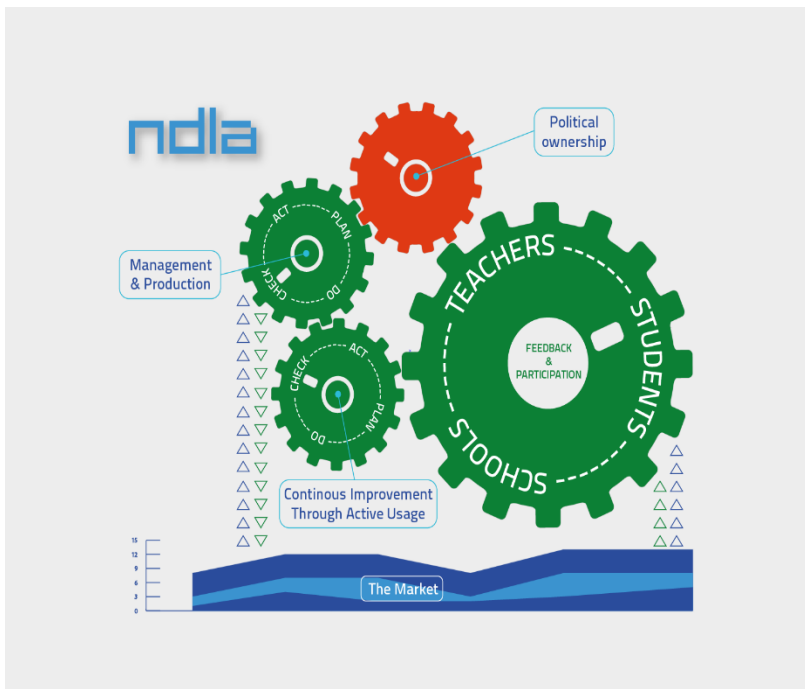 ndla
Political
ownership
ACT
PLAN
DO
CHECK
Management
& Production
TEACHERS
STUDENTS
SCHOOLS
FEEDBACK
&
PARTICIPATION
CHECK
ACT
PLAN
DO
Continous Improvement
Through Active Usage
15
12
9
6
3
0
The Market